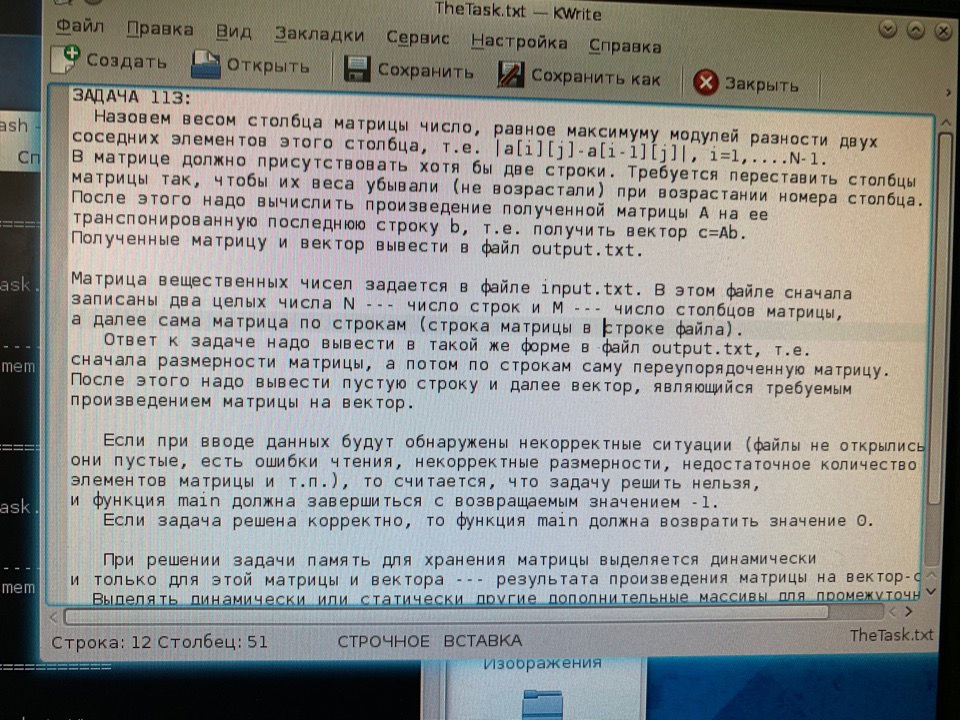 TheTask.txt — KWrite
Файл Правка Вид Закладки Сервис Настройка Справка
Создать Открыть Сохранить Сохранить как Закрыть
ЗАДАЧА 113:
Назовем весом столбца матрицы число, равное максимуму модулей разности двух
соседних элементов этого столбца, т.е. |a[i][j]-a[i-1][j]|, i=1,....N-1.
В матрице должно присутствовать хотя бы две строки. Требуется переставить столбцы
матрицы так, чтобы их веса убывали (не возрастали) при возрастании номера столбца.
После этого надо вычислить произведение полученной матрицы A на ее
транспонированную последнюю строку b, т.е. получить вектор c=Ab.
Полученные матрицу и вектор вывести в файл output.txt.
Матрица вещественных чисел задается в файле input.txt. В этом файле сначала
записаны два целых числа N --- число строк и M --- число столбцов матрицы,
а далее сама матрица по строкам (строка матрицы в строке файла).
Ответ к задаче надо вывести в такой же форме в файл output.txt, т.е.
сначала размерности матрицы, а потом по строкам саму переупорядоченную матрицу.
После этого надо вывести пустую строку и далее вектор, являющийся требуемым
произведением матрицы на вектор.
Если при вводе данных будут обнаружены некорректные ситуации (файлы не открылись
они пустые, есть ошибки чтения, некорректные размерности, недостаточное количество
элементов матрицы и т.п.), то считается, что задачу решить нельзя,
и функция main должна завершиться с возвращаемым значением -1.
Если задача решена корректно, то функция main должна возвратить значение 0.
При решении задачи память для хранения матрицы выделяется динамически
и только для этой матрицы и вектора --- результата произведения матрицы на вектор-с
Выделять динамически или статически другие дополнительные массивы для промежуточн
Строка: 12 Столбец: 51 СТРОЧНОЕ ВСТАВКА TheTask.txt
Изображения
ash -
Сп
ask.
mem
ask.
mem